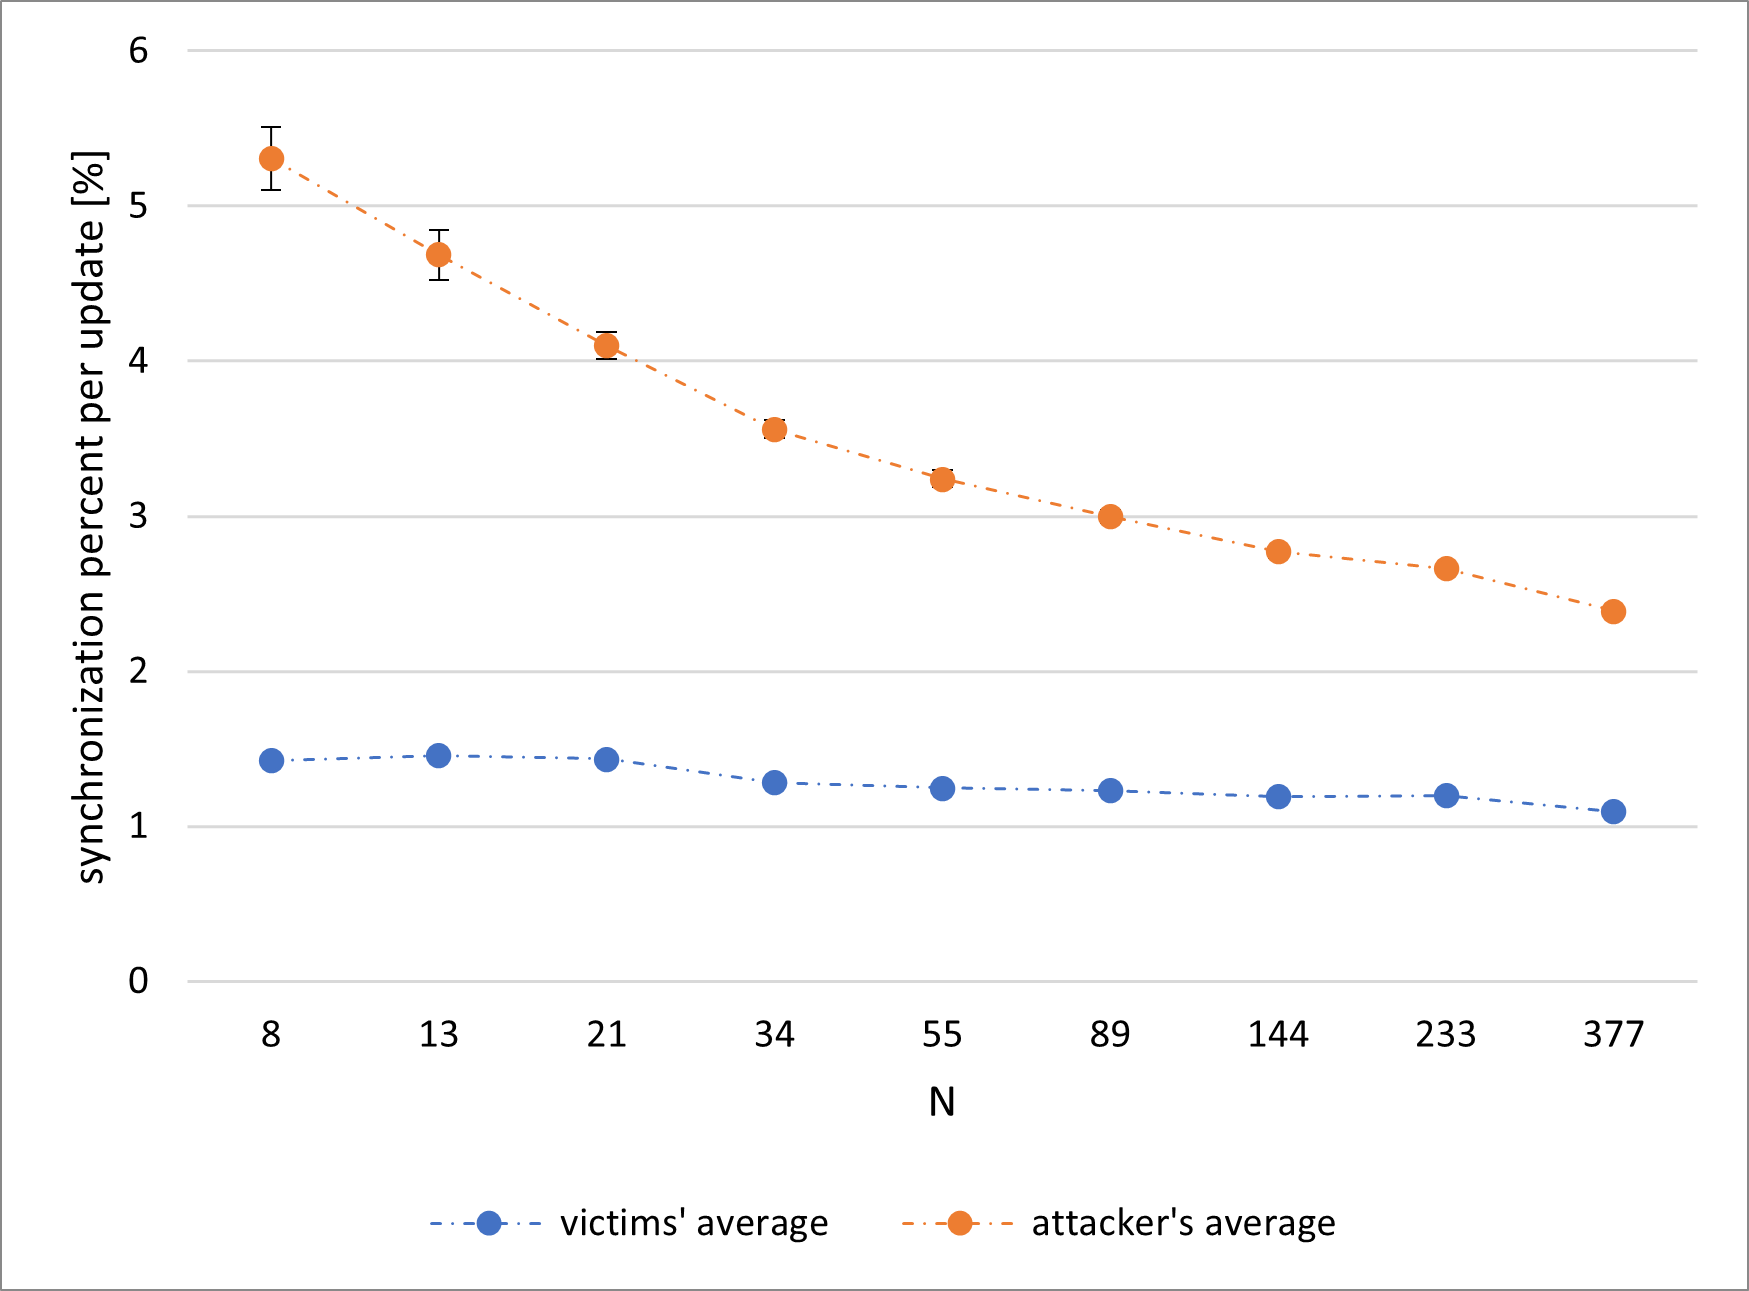 synchronization percent per update [%]
6
5
4
3
2
1
0
8 13 21 34 55 89 144 233 377
N
victims' average attacker's average